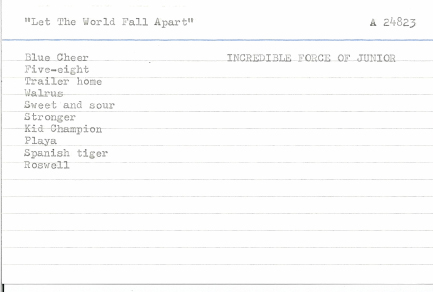 "Let The World Fall Apart" A 24823
Blue Cheer INCREDIBLE FORCE OF JUNIOR
Five-eight
Trailer home
Walrus
Sweet and sour
Stronger
Kid Champion
Playa
Spanish tiger
Roswell